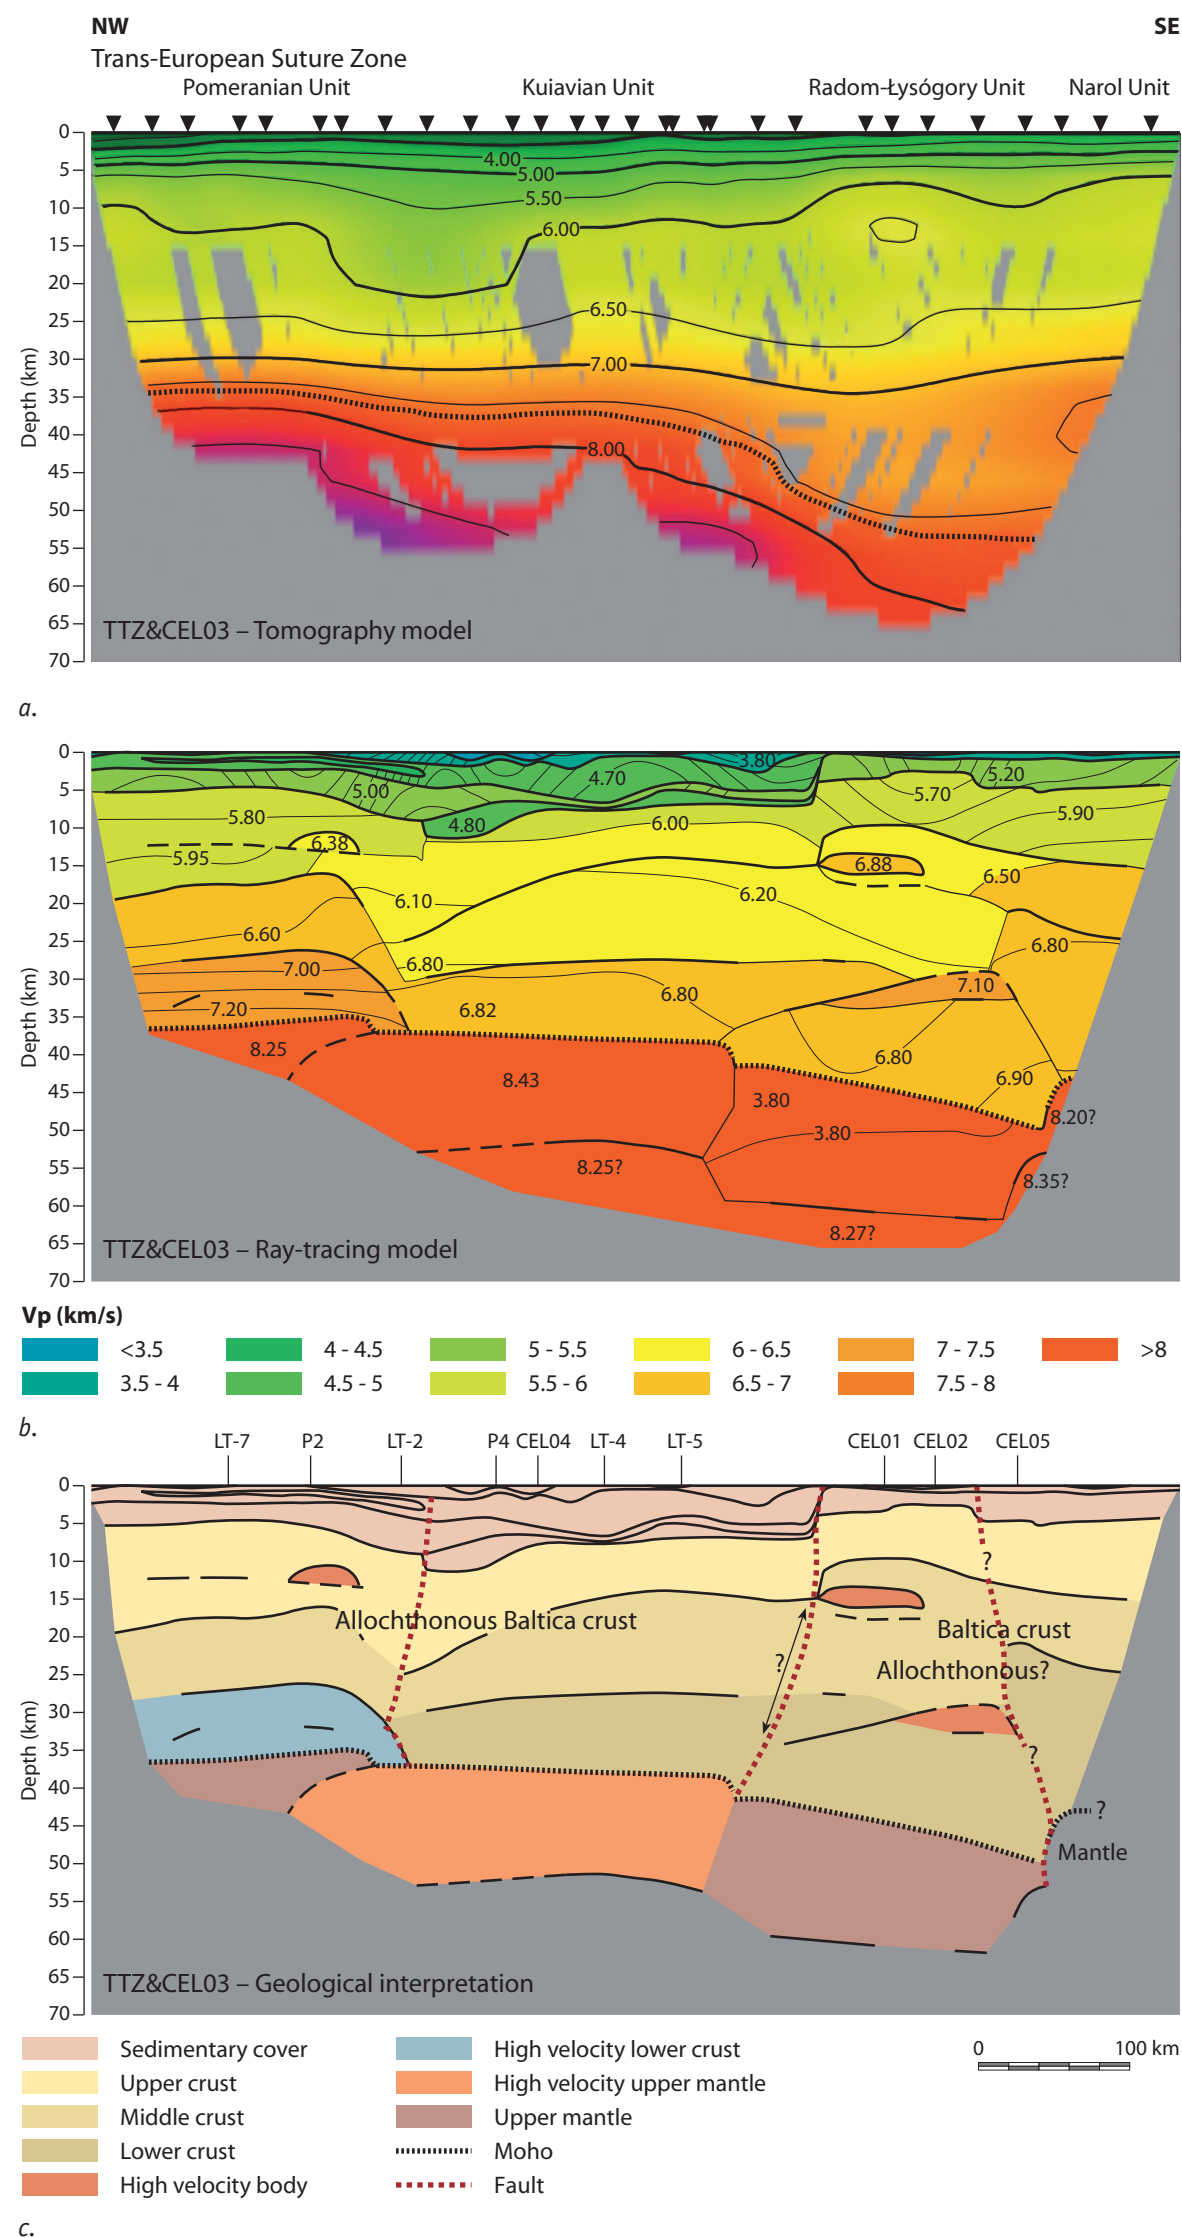 NW SE
Trans-European Suture Zone
Pomeranian Unit Kuiavian Unit Radom-Łysógory Unit Narol Unit
0
5
10
15
20
25
30
35
40
45
50
55
60
65
70
Depth (km)
4.00
5.00
5.50
6.00
6.50
7.00
8.00
TTZ&CEL03 – Tomography model
a.
0
5
10
15
20
25
30
35
40
45
50
55
60
65
70
Depth (km)
3.80
4.70
5.20
5.00
5.70
5.80
4.80
6.00
5.90
6.38
5.95
6.88
6.50
6.10
6.20
6.60
6.80
6.80
7.00
7.10
6.80
7.20
6.82
8.25
6.80
8.43
6.90
3.80
8.20?
3.80
8.25?
8.35?
8.27?
TTZ&CEL03 – Ray-tracing model
Vp (km/s)
<3.5 4 - 4.5 5 - 5.5 6 - 6.5 7 - 7.5 >8
3.5 - 4 4.5 - 5 5.5 - 6 6.5 - 7 7.5 - 8
b.
LT-7 P2 LT-2 P4 CEL04 LT-4 LT-5 CEL01 CEL02 CEL05
0
5
10
15
20
25
30
35
40
45
50
55
60
65
70
Depth (km)
?
Allochthonous Baltica crust
Baltica crust
?
Allochthonous?
?
?
Mantle
TTZ&CEL03 – Geological interpretation
Sedimentary cover
Upper crust
Middle crust
Lower crust
High velocity body
High velocity lower crust
High velocity upper mantle
Upper mantle
Moho
Fault
0 100 km
c.